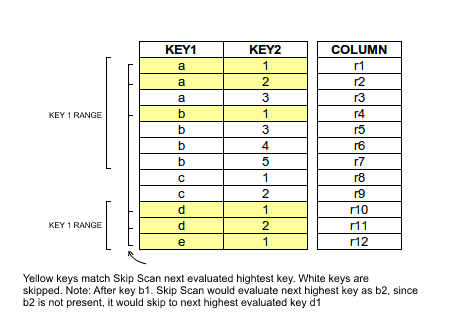 KEY1 KEY2 COLUMN
a 1 r1
a 2 r2
a 3 r3
b 1 r4
KEY 1 RANGE
b 3 r5
b 4 r6
b 5 r7
c 1 r8
c 2 r9
d 1 r10
KEY 1 RANGE
d 2 r11
e 1 r12
Yellow keys match Skip Scan next evaluated hightest key. White keys are
skipped. Note: After key b1. Skip Scan would evaluate next highest key as b2, since
b2 is not present, it would skip to next highest evaluated key d1